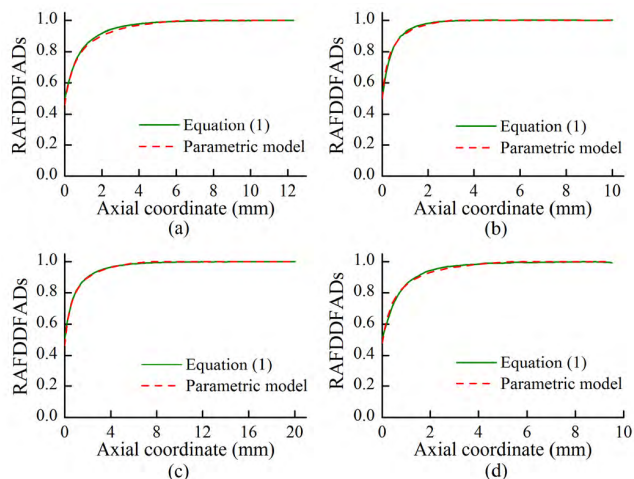 1.0
0.8
0.6
0.4
0.2
0.0
RAFDDFADs
Equation (1)
Parametric model
0 2 4 6 8 10 12
Axial coordinate (mm)
(a)
1.0
0.8
0.6
0.4
0.2
0.0
RAFDDFADs
Equation (1)
Parametric model
0 2 4 6 8 10
Axial coordinate (mm)
(b)
1.0
0.8
0.6
0.4
0.2
0.0
RAFDDFADs
Equation (1)
Parametric model
0 4 8 12 16 20
Axial coordinate (mm)
(c)
1.0
0.8
0.6
0.4
0.2
0.0
RAFDDFADs
Equation (1)
Parametric model
0 2 4 6 8 10
Axial coordinate (mm)
(d)